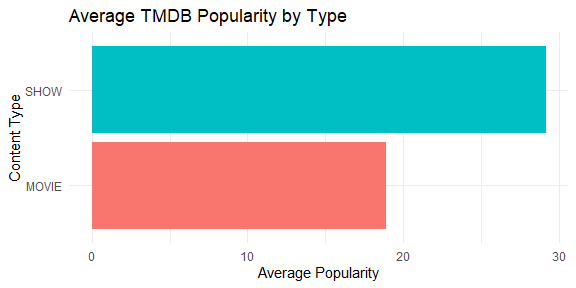 Average TMDB Popularity by Type
Content Type
SHOW
MOVIE
0 10 20 30
Average Popularity